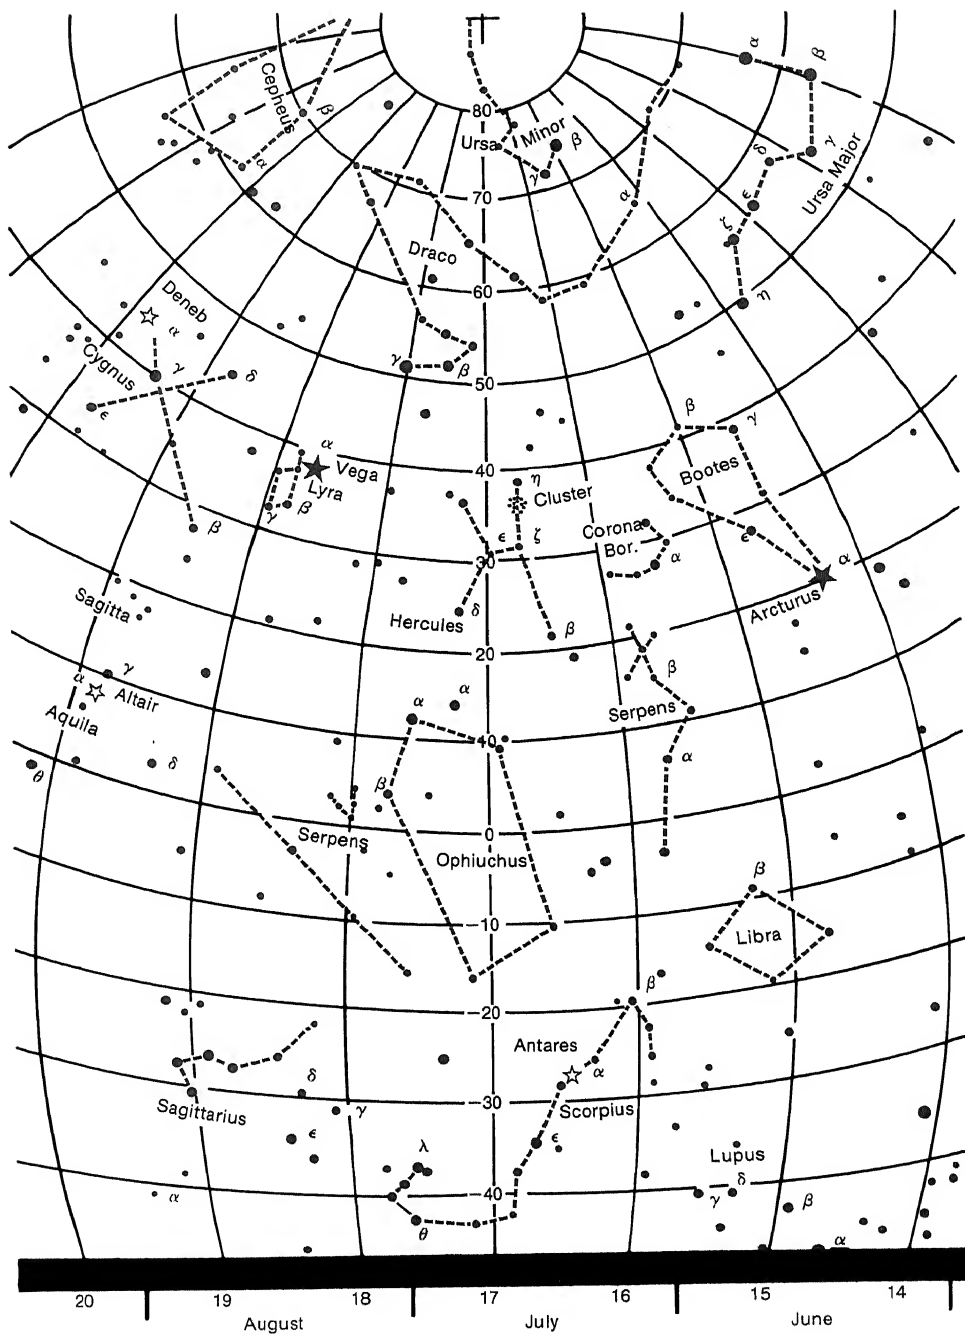 α
β
Cepheus
β
80
Minor
Ursa
β
γ
γ
δ
Ursa Major
α
ε
α
70
ζ
Draco
Deneb
60
η
α
Cygnus
γ
δ
γ
β
50
ε
β
γ
α
Vega
40
η
Bootes
Lyra
Cluster
γ
β
β
ε
ζ
Corona
Bor.
α
ε
α
30
Sagitta
Arcturus
Hercules
δ
β
20
γ
α
Altair
β
α
α
Serpens
Aquila
10
θ
δ
β
α
Serpens
0
Ophiuchus
β
-10
Libra
β
-20
Antares
α
δ
-30
Sagittarius
γ
Scorpius
ε
ε
λ
Lupus
α
-40
γ
δ
β
θ
α
20
19
18
17
16
15
14
August
July
June